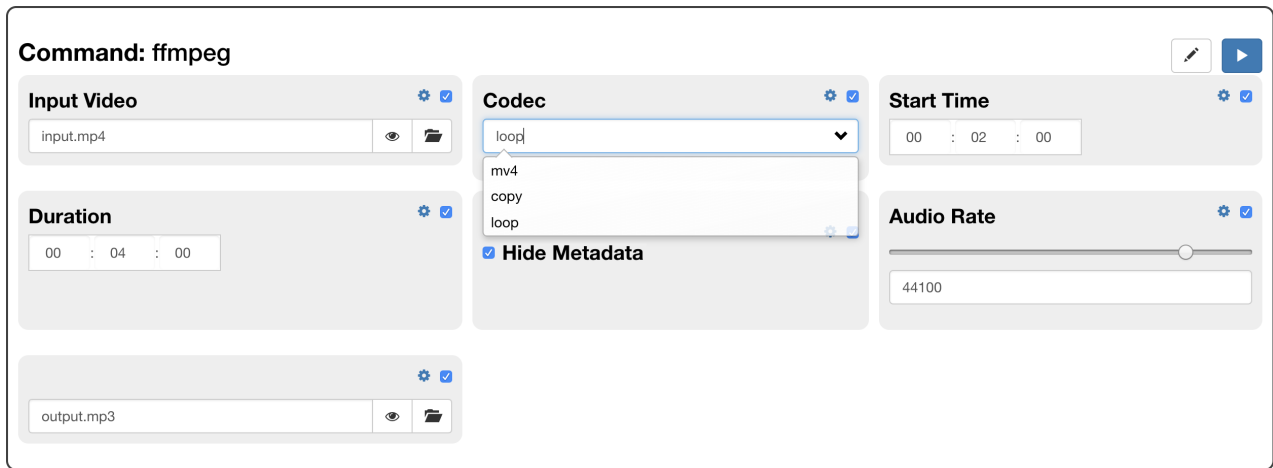 Command: ffmpeg
Input Video
input.mp4
Codec
loop
mv4
copy
loop
Start Time
00 : 02 : 00
Duration
00 : 04 : 00
Hide Metadata
Audio Rate
44100
output.mp3